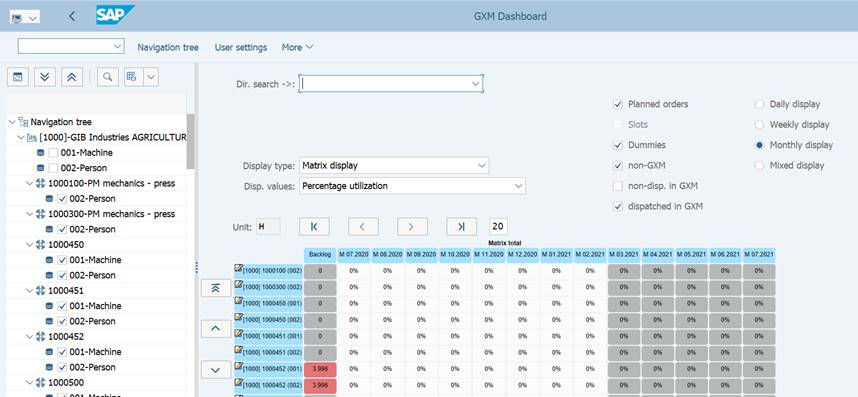 SAP
GXM Dashboard
Navigation tree
User settings
More
Dir. search ->:
Planned orders
Daily display
Slots
Weekly display
Dummies
Monthly display
Display type: Matrix display
non-GXM
Mixed display
Disp. values: Percentage utilization
non-disp. in GXM
dispatched in GXM
Unit: H
20
Navigation tree
[1000]-GIB Industries AGRICULTUR
001-Machine
002-Person
1000100-PM mechanics - press
002-Person
1000300-PM mechanics - press
002-Person
1000450
001-Machine
002-Person
1000451
001-Machine
002-Person
1000452
001-Machine
002-Person
1000500
001-Machine
Matrix total
Backlog M 07.2020 M 08.2020 M 09.2020 M 10.2020 M 11.2020 M 12.2020 M 01.2021 M 02.2021 M 03.2021 M 04.2021 M 05.2021 M 06.2021 M 07.2021
[1000] 1000100 (002) 0 0% 0% 0% 0% 0% 0% 0% 0% 0% 0% 0% 0% 0%
[1000] 1000300 (002) 0 0% 0% 0% 0% 0% 0% 0% 0% 0% 0% 0% 0% 0%
[1000] 1000450 (001) 0 0% 0% 0% 0% 0% 0% 0% 0% 0% 0% 0% 0% 0%
[1000] 1000450 (002) 0 0% 0% 0% 0% 0% 0% 0% 0% 0% 0% 0% 0% 0%
[1000] 1000451 (001) 0 0% 0% 0% 0% 0% 0% 0% 0% 0% 0% 0% 0% 0%
[1000] 1000451 (002) 0 0% 0% 0% 0% 0% 0% 0% 0% 0% 0% 0% 0% 0%
[1000] 1000452 (001) 3.996 0% 0% 0% 0% 0% 0% 0% 0% 0% 0% 0% 0% 0%
[1000] 1000452 (002) 3.996 0% 0% 0% 0% 0% 0% 0% 0% 0% 0% 0% 0% 0%